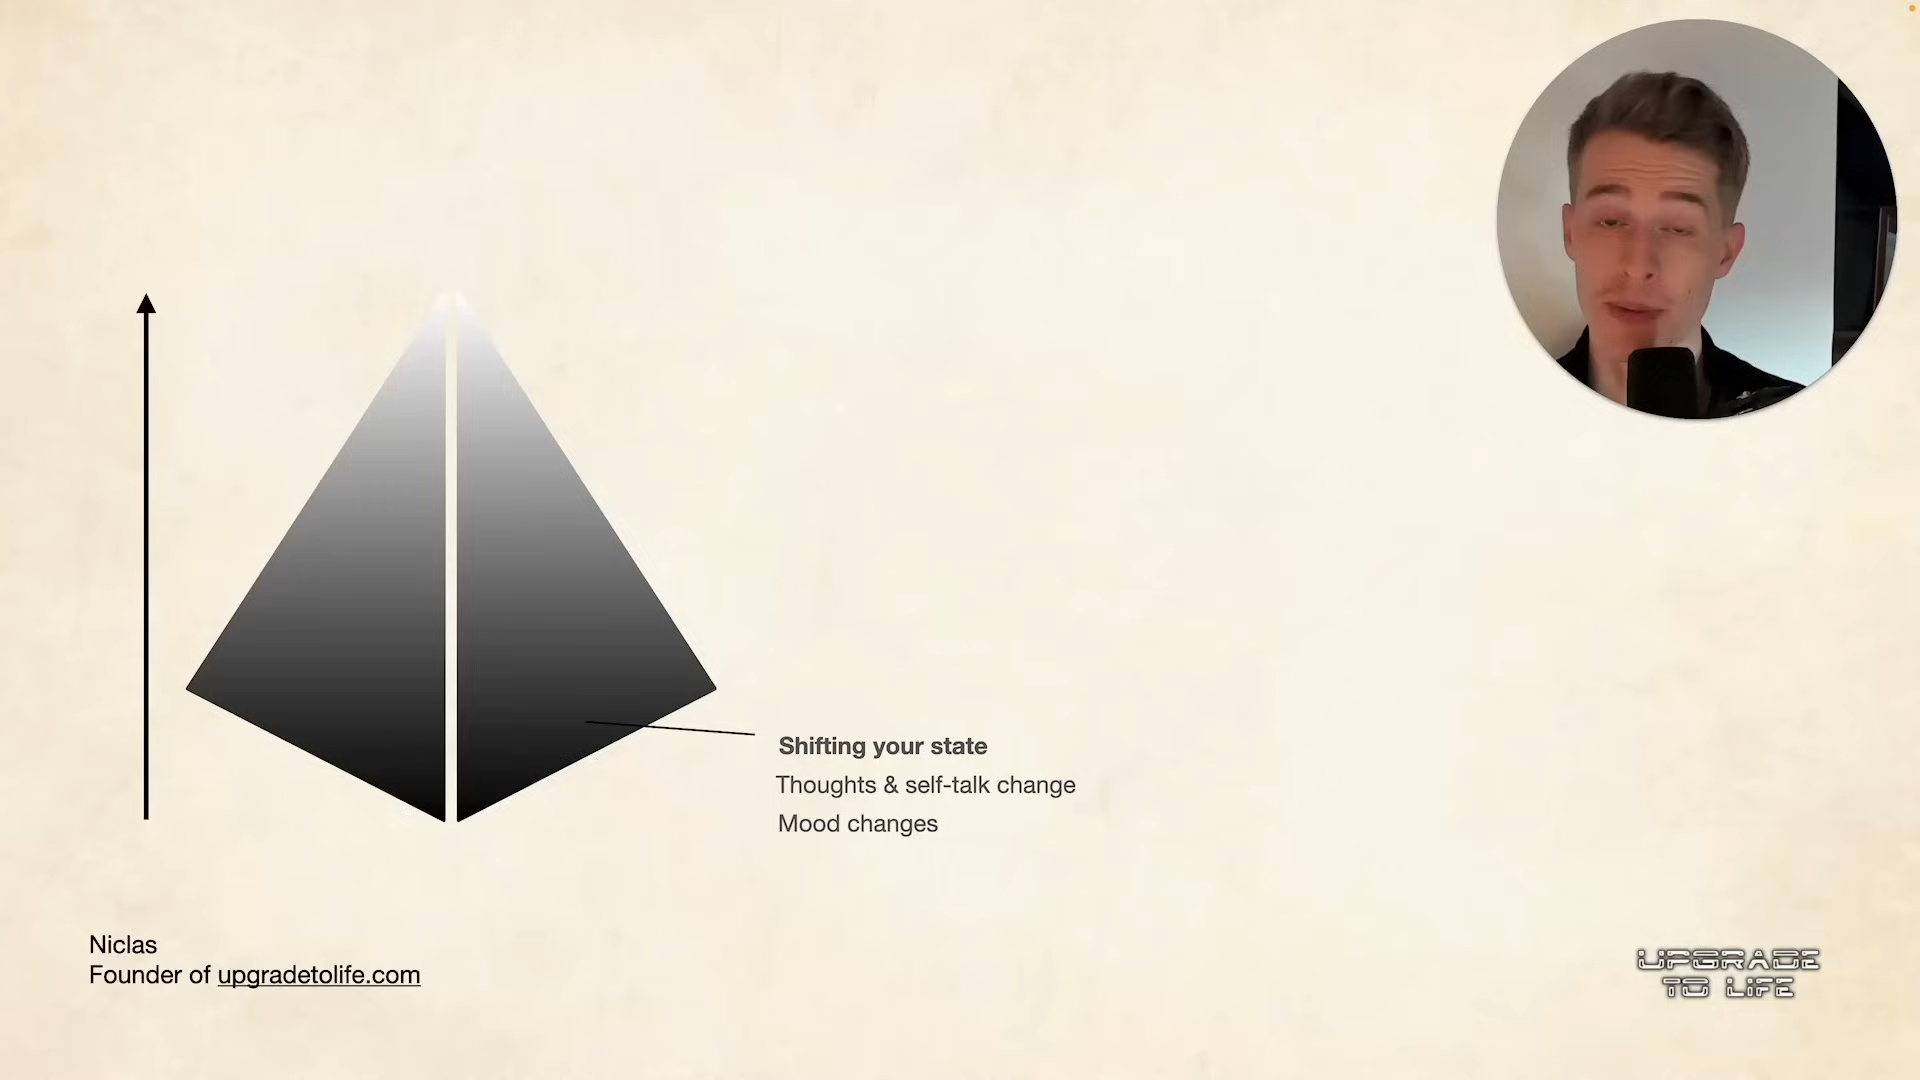 Shifting your state
Thoughts & self-talk change
Mood changes
Niclas
Founder of upgradetolife.com
UPGRADE
TO LIFE